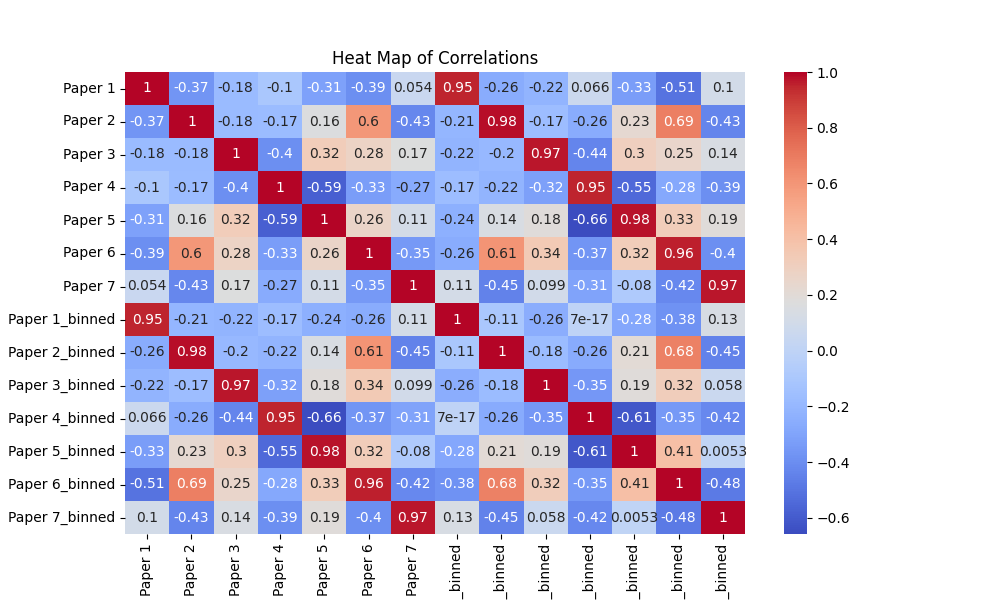 Heat Map of Correlations
Paper 1 1 -0.37 -0.18 -0.1 -0.31 -0.39 0.054 0.95 -0.26 -0.22 0.066 -0.33 -0.51 0.1
Paper 2 -0.37 1 -0.18 -0.17 0.16 0.6 -0.43 -0.21 0.98 -0.17 -0.26 0.23 0.69 -0.43
Paper 3 -0.18 -0.18 1 -0.4 0.32 0.28 0.17 -0.22 -0.2 0.97 -0.44 0.3 0.25 0.14
Paper 4 -0.1 -0.17 -0.4 1 -0.59 -0.33 -0.27 -0.17 -0.22 -0.32 0.95 -0.55 -0.28 -0.39
Paper 5 -0.31 0.16 0.32 -0.59 1 0.26 0.11 -0.24 0.14 0.18 -0.66 0.98 0.33 0.19
Paper 6 -0.39 0.6 0.28 -0.33 0.26 1 -0.35 -0.26 0.61 0.34 -0.37 0.32 0.96 -0.4
Paper 7 0.054 -0.43 0.17 -0.27 0.11 -0.35 1 0.11 -0.45 0.099 -0.31 -0.08 -0.42 0.97
Paper 1_binned 0.95 -0.21 -0.22 -0.17 -0.24 -0.26 0.11 1 -0.11 -0.26 7e-17 -0.28 -0.38 0.13
Paper 2_binned -0.26 0.98 -0.2 -0.22 0.14 0.61 -0.45 -0.11 1 -0.18 -0.26 0.21 0.68 -0.45
Paper 3_binned -0.22 -0.17 0.97 -0.32 0.18 0.34 0.099 -0.26 -0.18 1 -0.35 0.19 0.32 0.058
Paper 4_binned 0.066 -0.26 -0.44 0.95 -0.66 -0.37 -0.31 7e-17 -0.26 -0.35 1 -0.61 -0.35 -0.42
Paper 5_binned -0.33 0.23 0.3 -0.55 0.98 0.32 -0.08 -0.28 0.21 0.19 -0.61 1 0.41 0.0053
Paper 6_binned -0.51 0.69 0.25 -0.28 0.33 0.96 -0.42 -0.38 0.68 0.32 -0.35 0.41 1 -0.48
Paper 7_binned 0.1 -0.43 0.14 -0.39 0.19 -0.4 0.97 0.13 -0.45 0.058 -0.42 0.0053 -0.48 1
Paper 1
Paper 2
Paper 3
Paper 4
Paper 5
Paper 6
Paper 7
_binned
_binned
_binned
_binned
_binned
_binned
_binned
1.0
0.8
0.6
0.4
0.2
0.0
−0.2
−0.4
−0.6